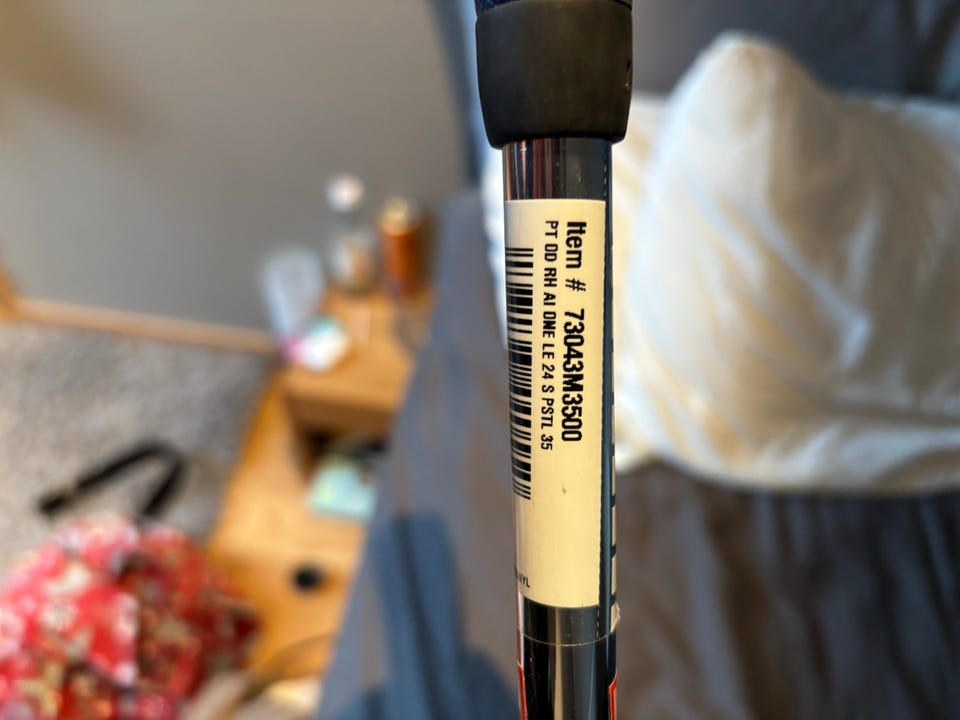 Item # 73043M3500
PT OD RH AI ONE LE 24 S PSTL 35